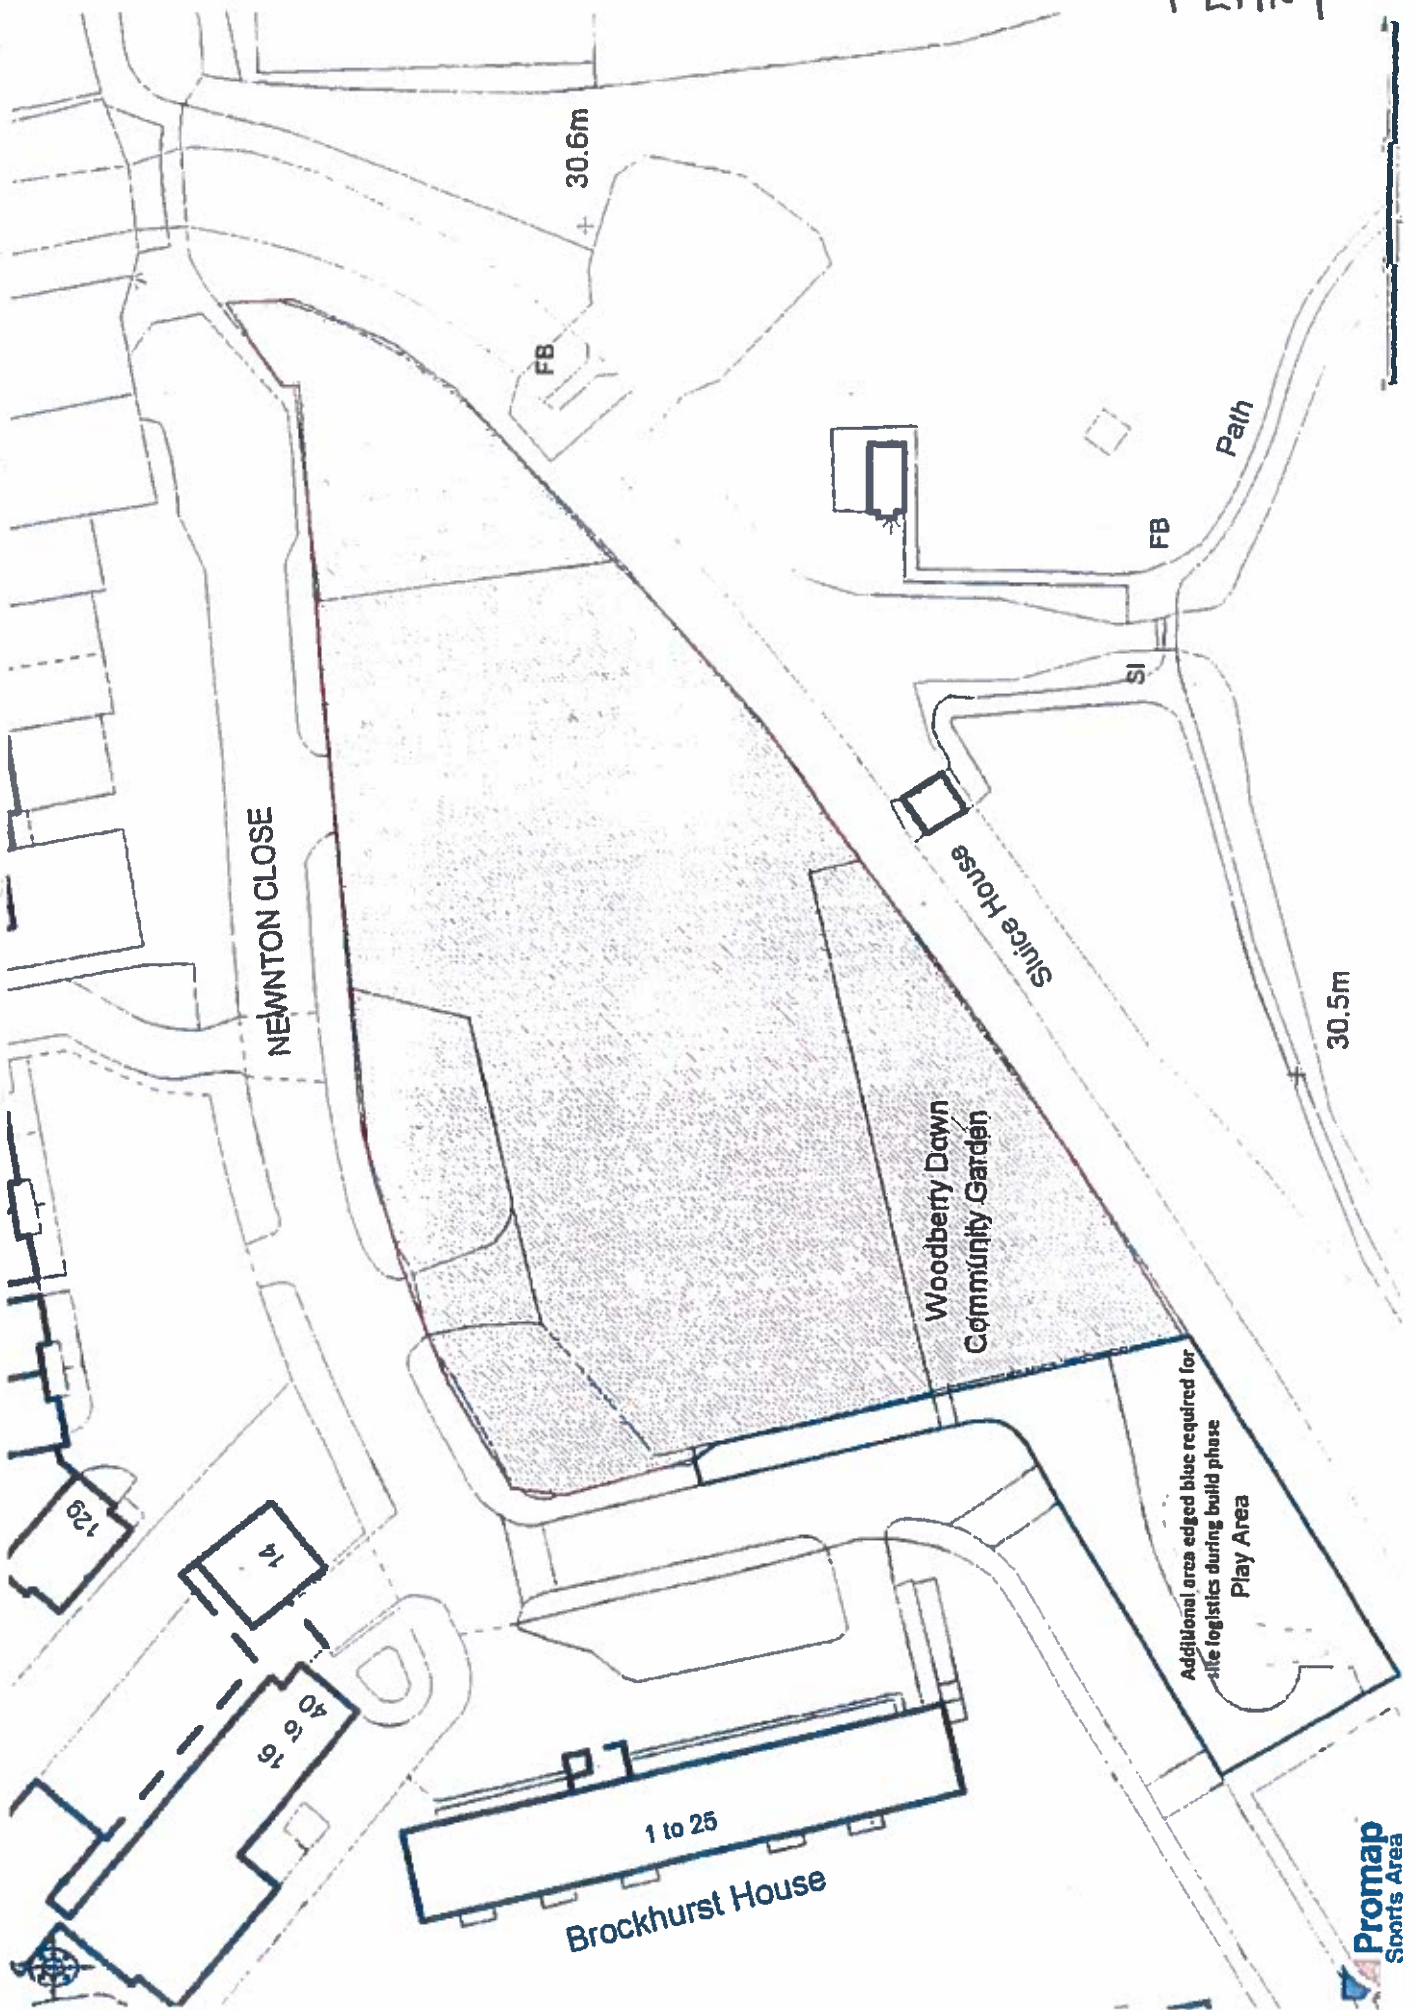 30.6m
FB
NEWNTON CLOSE
Path
FB
SI
Sluice House
30.5m
Woodberry Down
Community Garden
Additional area edged blue required for
site logistics during build phase
Play Area
129
14
16
to
40
1 to 25
Brockhurst House
Promap
Sports Area